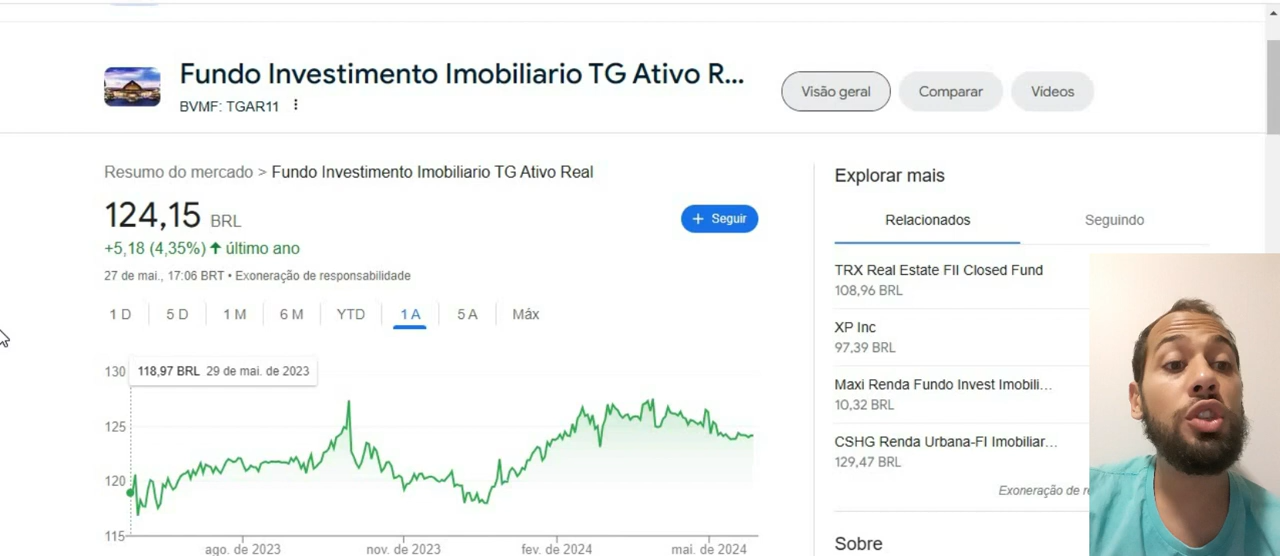 Fundo Investimento Imobiliario TG Ativo R...
BVMF: TGAR11
Visão geral
Comparar
Vídeos
Resumo do mercado > Fundo Investimento Imobiliario TG Ativo Real
124,15 BRL
+ Seguir
+5,18 (4,35%) ↑ último ano
27 de mai., 17:06 BRT • Exoneração de responsabilidade
1 D
5 D
1 M
6 M
YTD
1 A
5 A
Máx
130
118,97 BRL 29 de mai. de 2023
125
120
115
ago. de 2023
nov. de 2023
fev. de 2024
mai. de 2024
Explorar mais
Relacionados
Seguindo
TRX Real Estate FII Closed Fund
108,96 BRL
XP Inc
97,39 BRL
Maxi Renda Fundo Invest Imobili...
10,32 BRL
CSHG Renda Urbana-FI Imobiliar...
129,47 BRL
Exoneração de
Sobre